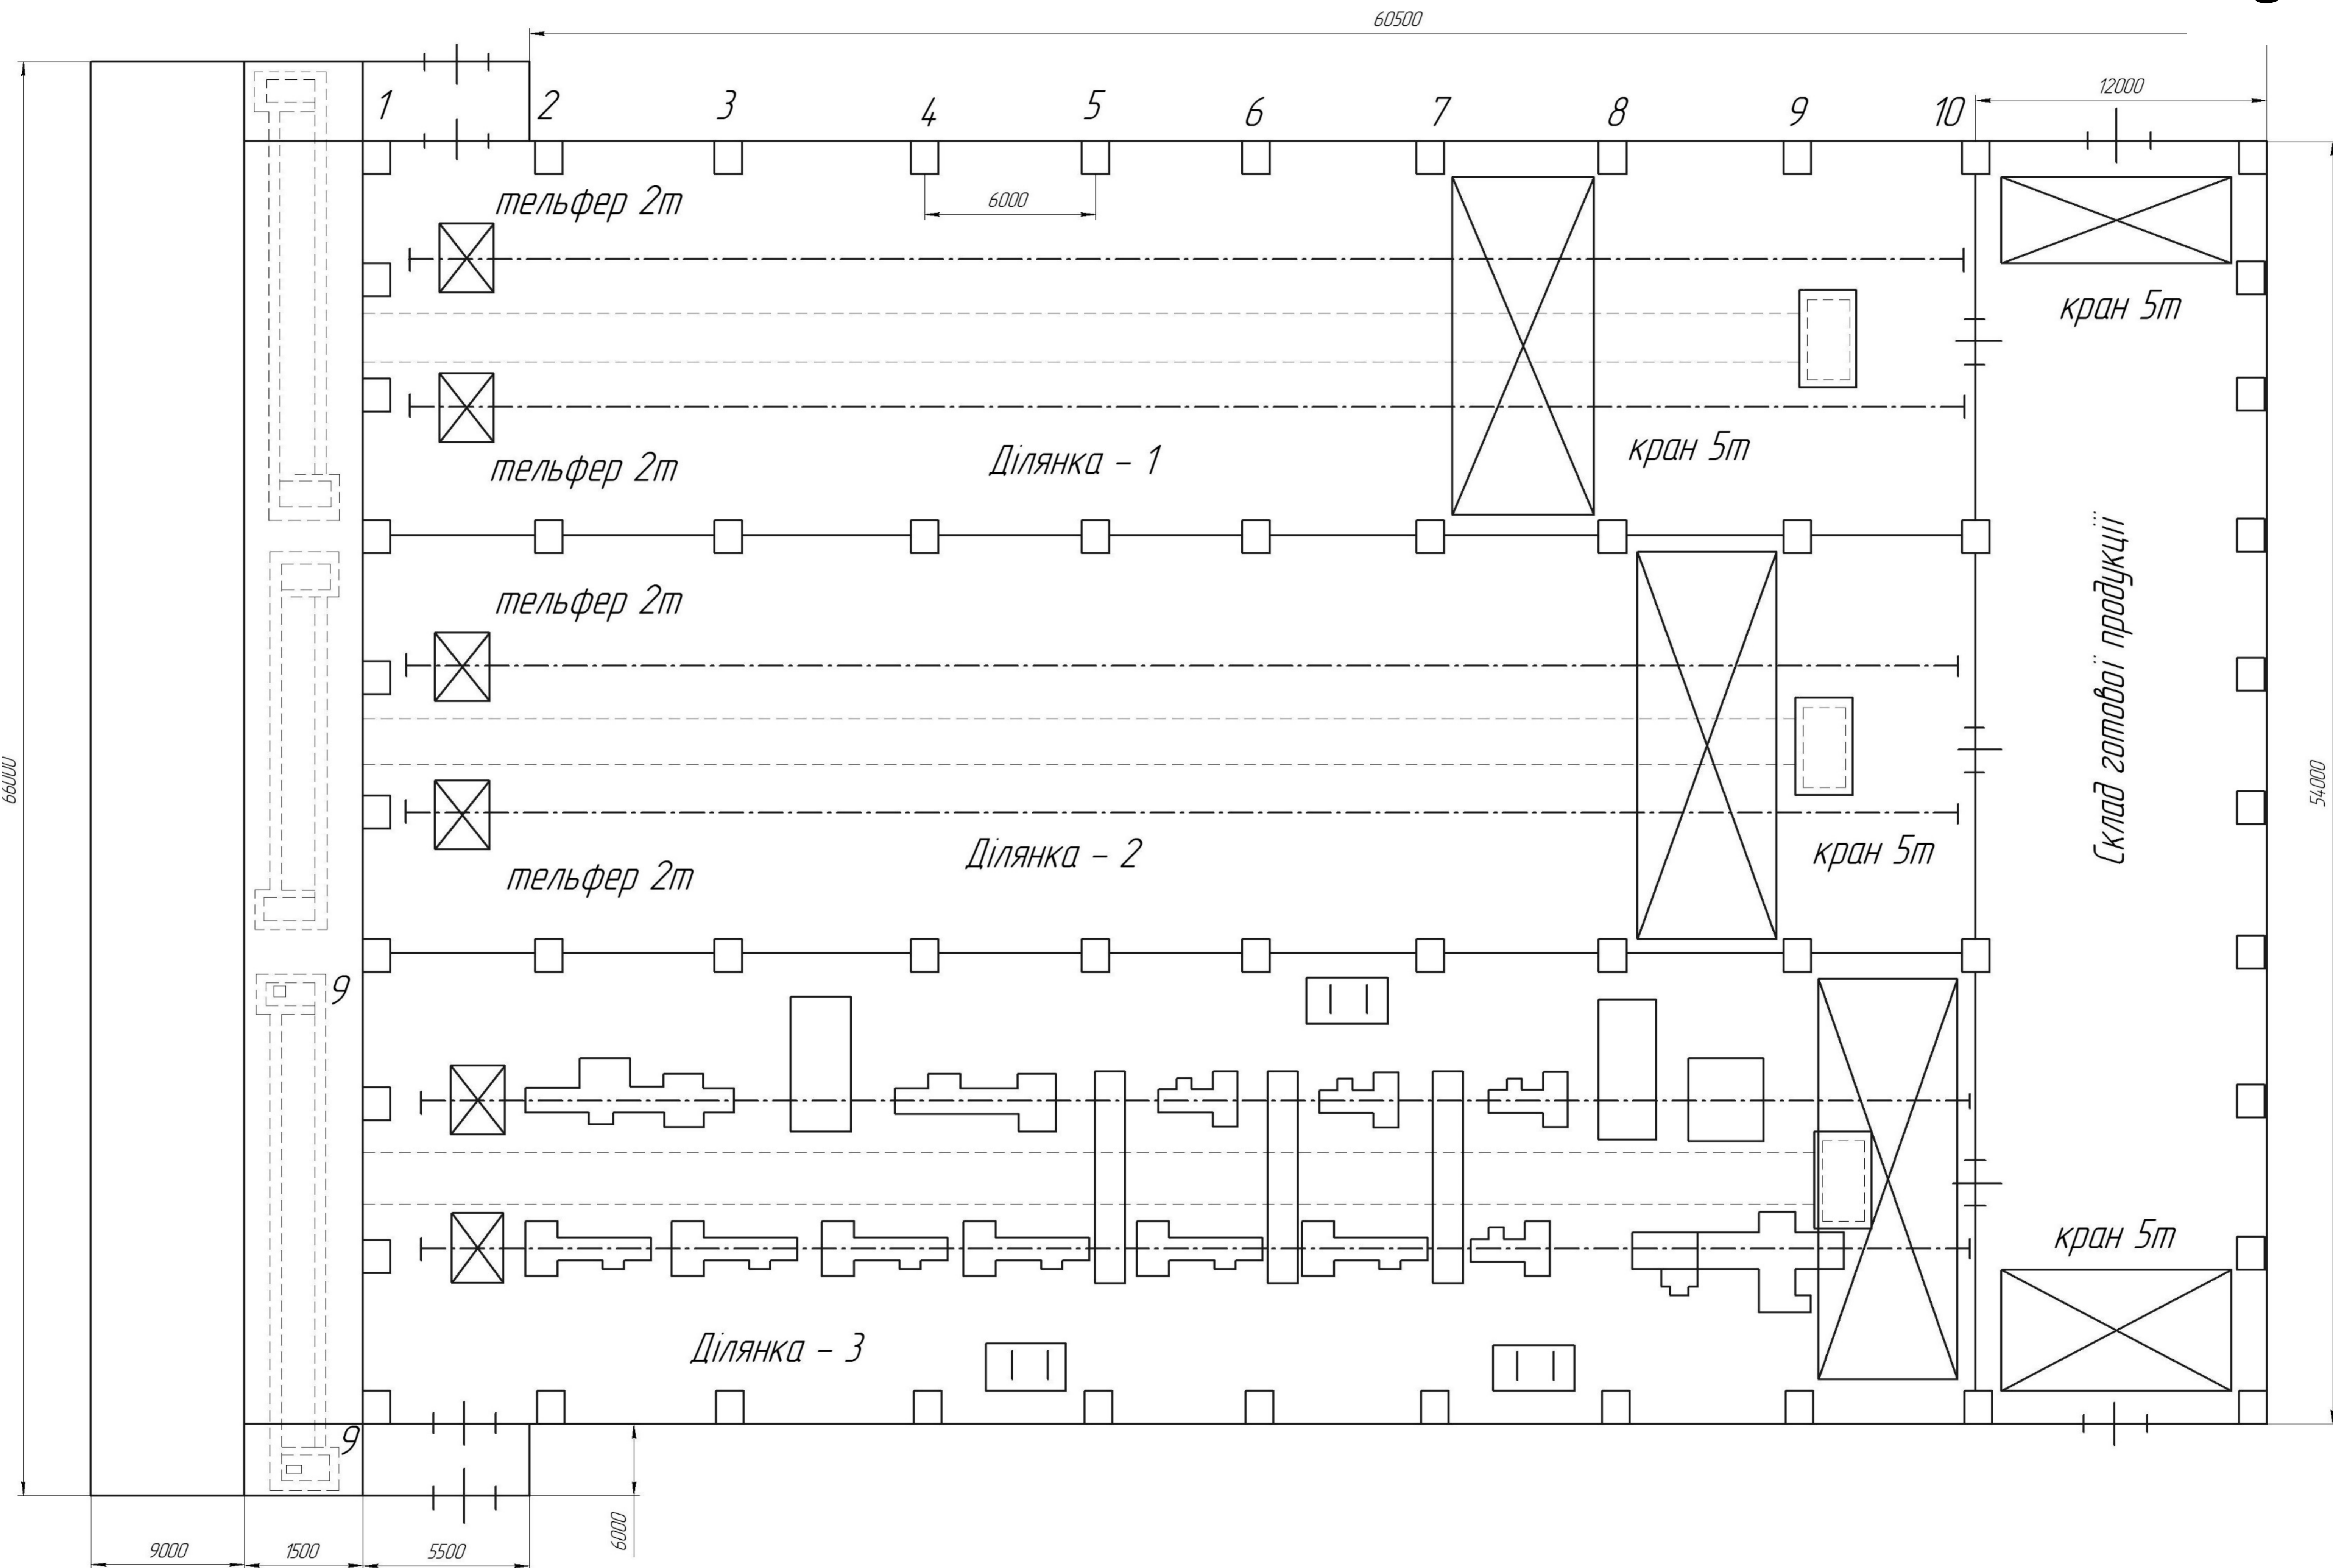 60500
12000
1 2 3 4 5 6 7 8 9 10
тельфер 2т
6000
кран 5т
тельфер 2т
Ділянка – 1
кран 5т
тельфер 2т
Склад готової продукції
66000
54000
тельфер 2т
Ділянка – 2
кран 5т
9
кран 5т
Ділянка – 3
9
6000
9000
1500
5500